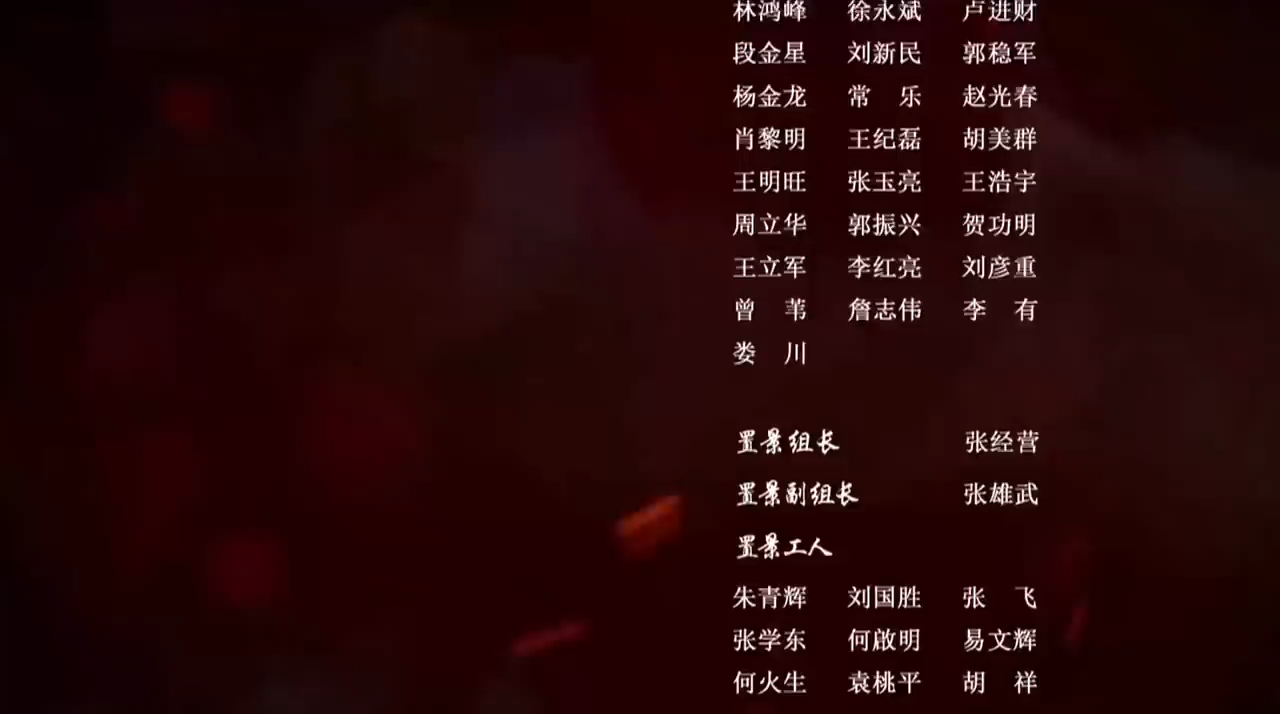 林鸿峰 徐永斌 卢进财
段金星 刘新民 郭稳军
杨金龙 常 乐 赵光春
肖黎明 王纪磊 胡美群
王明旺 张玉亮 王浩宇
周立华 郭振兴 贺功明
王立军 李红亮 刘彦重
曾 苇 詹志伟 李 有
娄 川
置景组长 张经营
置景副组长 张雄武
置景工人
朱青辉 刘国胜 张 飞
张学东 何啟明 易文辉
何火生 袁桃平 胡 祥